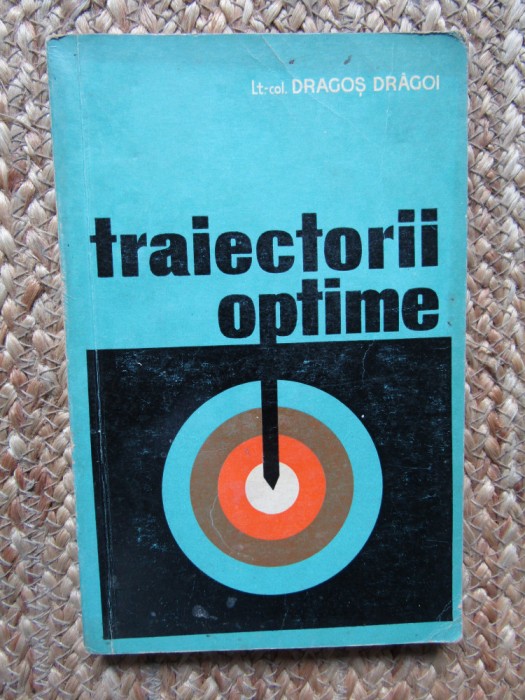 Lt.-col. DRAGOȘ DRĂGOI
traiectorii
optime